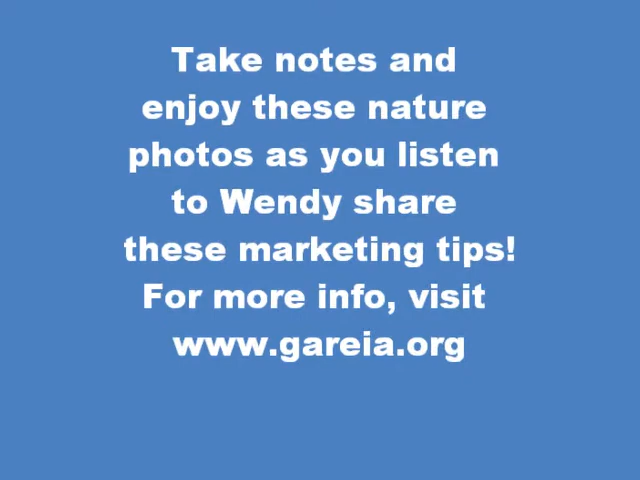 Take notes and
enjoy these nature
photos as you listen
to Wendy share
these marketing tips!
For more info, visit
www.gareia.org